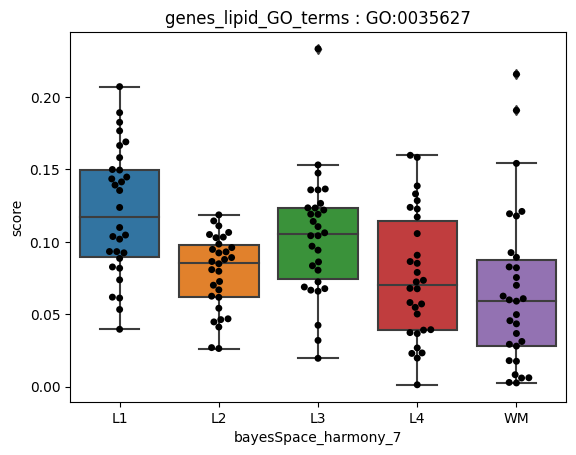 genes_lipid_GO_terms : GO:0035627
score
0.20
0.15
0.10
0.05
0.00
L1 L2 L3 L4 WM
bayesSpace_harmony_7